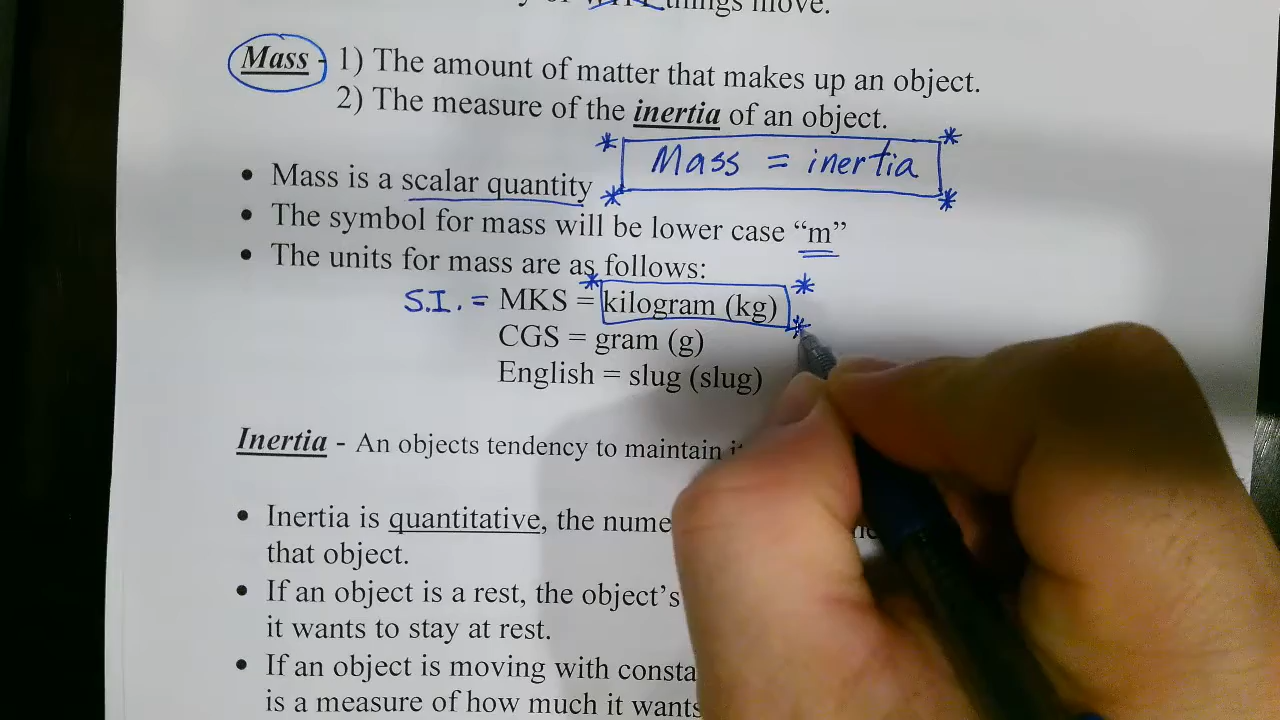 things move.
Mass - 1) The amount of matter that makes up an object.
2) The measure of the inertia of an object.
* Mass = inertia *
• Mass is a scalar quantity * *
• The symbol for mass will be lower case “m”
• The units for mass are as follows:
S.I. = MKS = * kilogram (kg) * *
CGS = gram (g)
English = slug (slug)
Inertia - An objects tendency to maintain
• Inertia is quantitative, the
that object.
• If an object is a rest, the object’s
it wants to stay at rest.
• If an object is moving with
is a measure of how much it